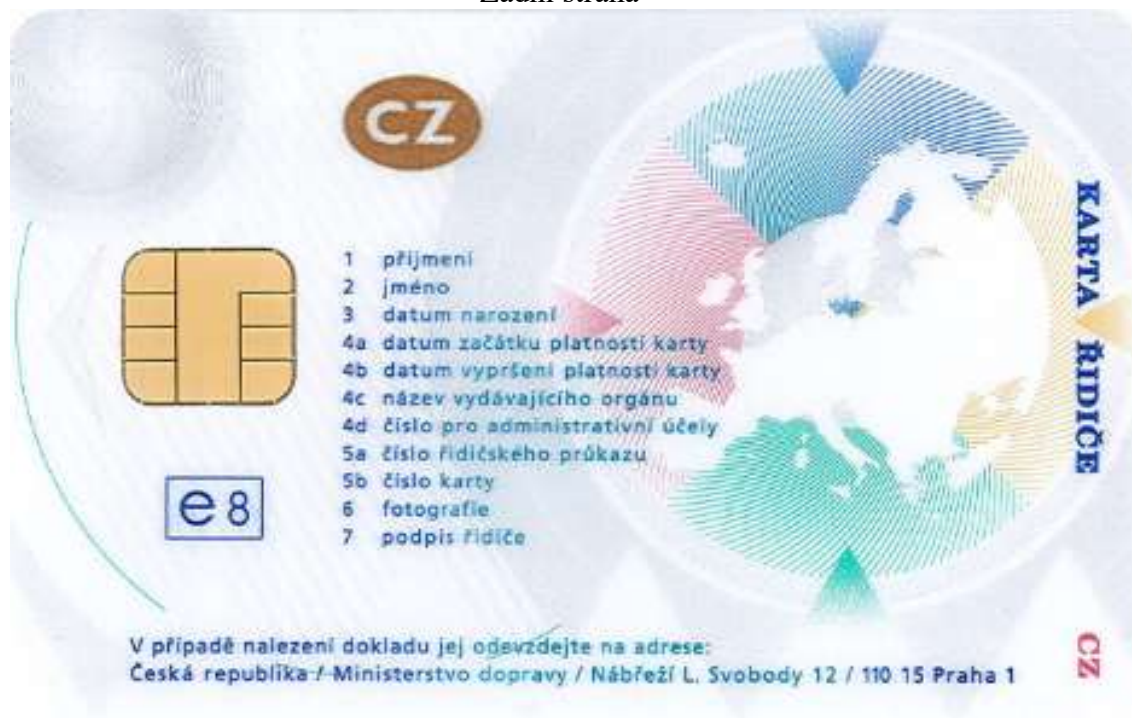 Zadní strana
CZ
1 příjmení
2 jméno
3 datum narození
4a datum začátku platnosti karty
4b datum vypršení platnosti karty
4c název vydávajícího orgánu
4d číslo pro administrativní účely
5a číslo řidičského průkazu
5b číslo karty
6 fotografie
7 podpis řidiče
e8
KARTA ŘIDIČE
CZ
V případě nalezení dokladu jej odevzdejte na adrese:
Česká republika / Ministerstvo dopravy / Nábřeží L. Svobody 12 / 110 15 Praha 1